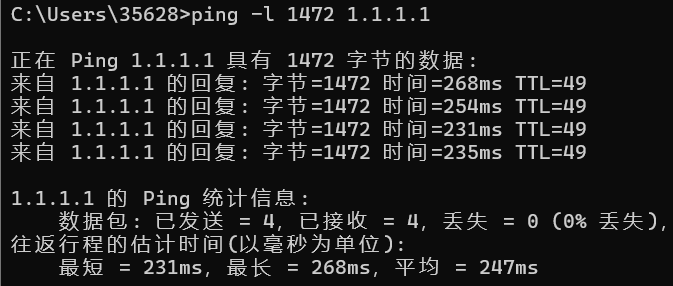 C:\Users\35628>ping -l 1472 1.1.1.1
正在 Ping 1.1.1.1 具有 1472 字节的数据:
来自 1.1.1.1 的回复: 字节=1472 时间=268ms TTL=49
来自 1.1.1.1 的回复: 字节=1472 时间=254ms TTL=49
来自 1.1.1.1 的回复: 字节=1472 时间=231ms TTL=49
来自 1.1.1.1 的回复: 字节=1472 时间=235ms TTL=49
1.1.1.1 的 Ping 统计信息:
数据包: 已发送 = 4, 已接收 = 4, 丢失 = 0 (0% 丢失),
往返行程的估计时间(以毫秒为单位):
最短 = 231ms, 最长 = 268ms, 平均 = 247ms